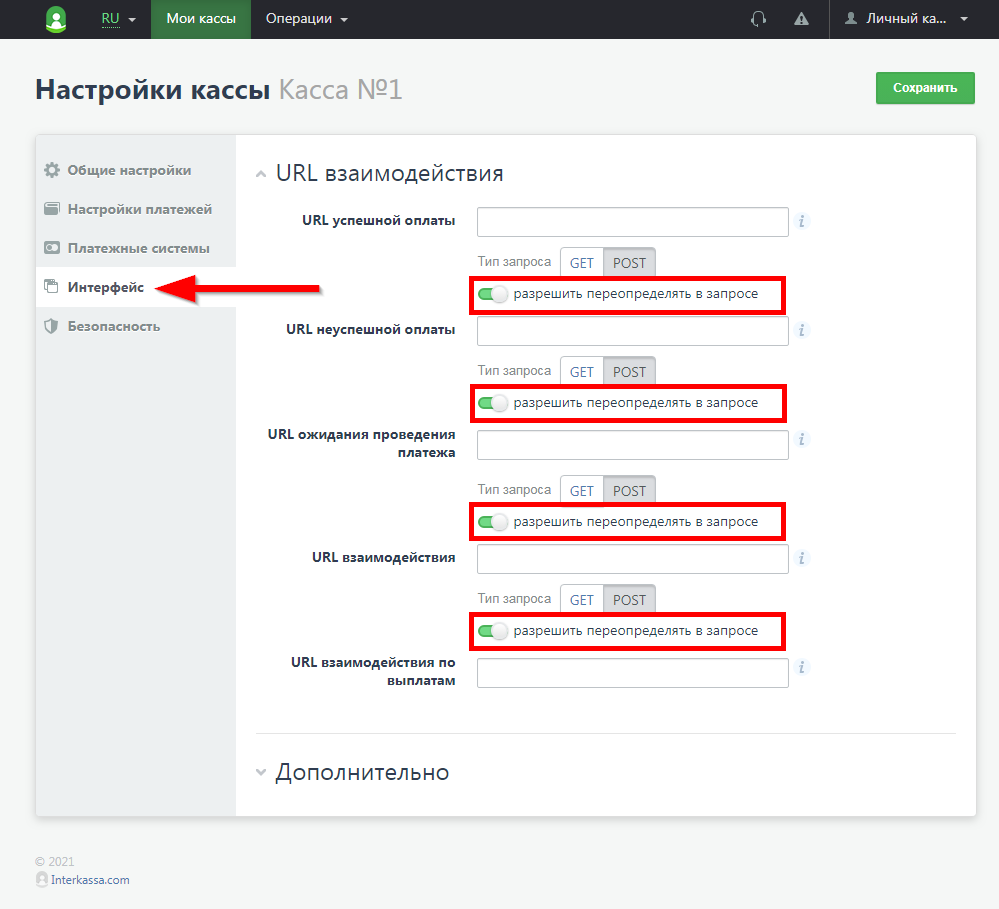 RU
Мои кассы
Операции
Личный ка...
Настройки кассы Касса №1
Сохранить
Общие настройки
Настройки платежей
Платежные системы
Интерфейс
Безопасность
URL взаимодействия
URL успешной оплаты
i
Тип запроса GET POST
разрешить переопределять в запросе
URL неуспешной оплаты
i
Тип запроса GET POST
разрешить переопределять в запросе
URL ожидания проведения
платежа
i
Тип запроса GET POST
разрешить переопределять в запросе
URL взаимодействия
i
Тип запроса GET POST
разрешить переопределять в запросе
URL взаимодействия по
выплатам
i
Дополнительно
© 2021
Interkassa.com